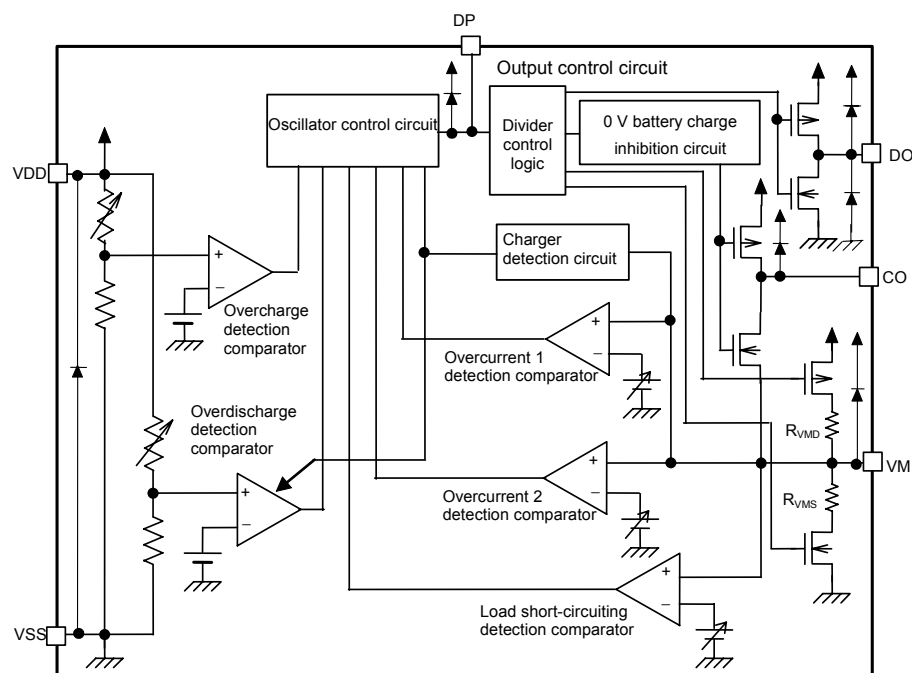 DP
Output control circuit
Oscillator control circuit
Divider
control
logic
0 V battery charge
inhibition circuit
DO
VDD
+
−
Overcharge
detection
comparator
Charger
detection circuit
CO
+
−
Overcurrent 1
detection comparator
Overdischarge
detection
comparator
RVMD
VM
+
−
+
−
Overcurrent 2
detection comparator
RVMS
+
−
Load short-circuiting
detection comparator
VSS